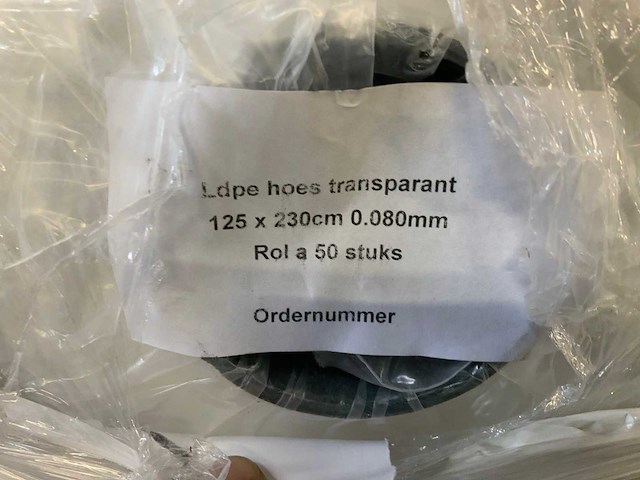 Ldpe hoes transparant
125 x 230cm 0.080mm
Rol a 50 stuks
Ordernummer